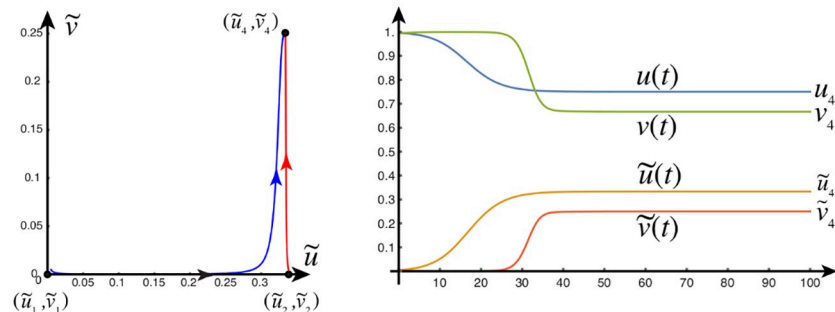 ṽ
(ũ₄,ṽ₄)
0.25
0.2
0.15
0.1
0.05
0
0.05
0.1
0.15
0.2
0.25
0.3
ũ
(ũ₁,ṽ₁)
(ũ₂,ṽ₂)
1.
0.9
0.8
0.7
0.6
0.5
0.4
0.3
0.2
0.1
u(t)
u₄
v₄
v(t)
ũ(t)
ũ₄
ṽ(t)
ṽ₄
10 20 30 40 50 60 70 80 90 100